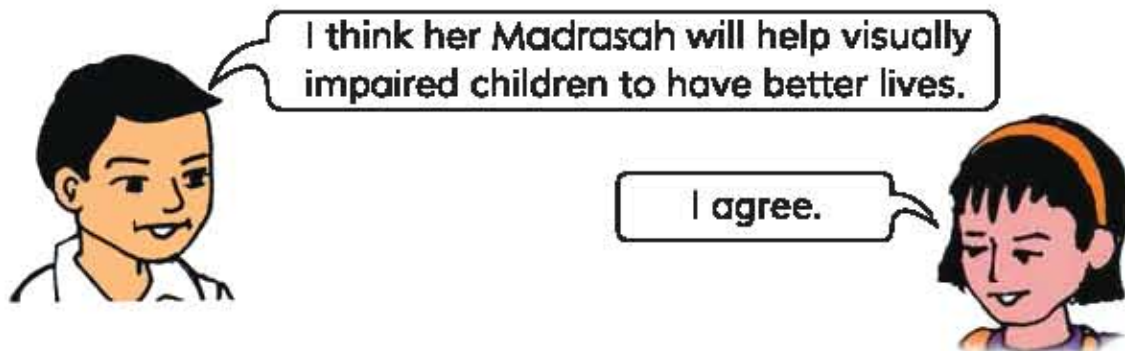 I think her Madrasah will help visually
impaired children to have better lives.
I agree.